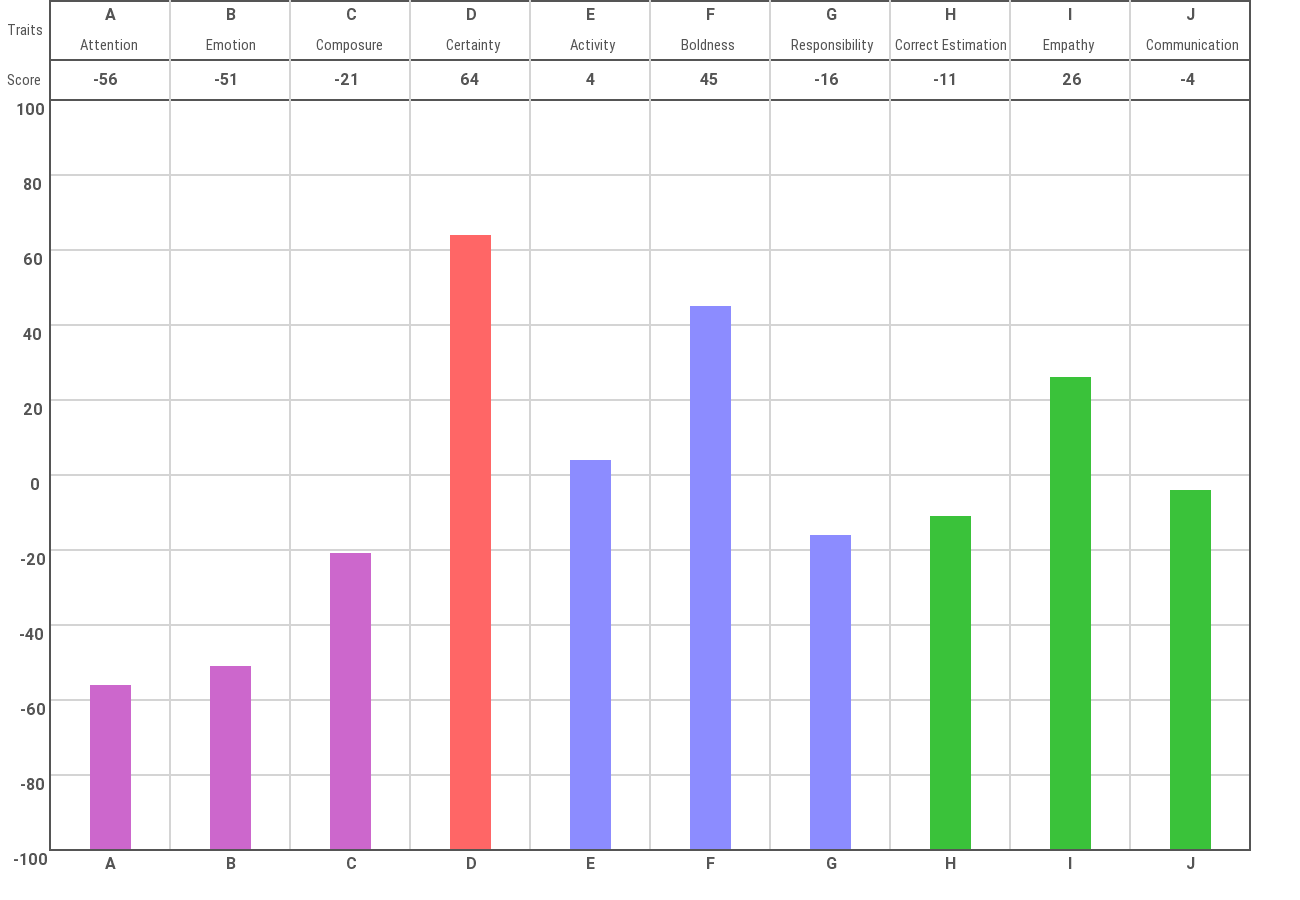 Traits A B C D E F G H I J
Attention Emotion Composure Certainty Activity Boldness Responsibility Correct Estimation Empathy Communication
Score -56 -51 -21 64 4 45 -16 -11 26 -4
100
80
60
40
20
0
-20
-40
-60
-80
-100
A B C D E F G H I J